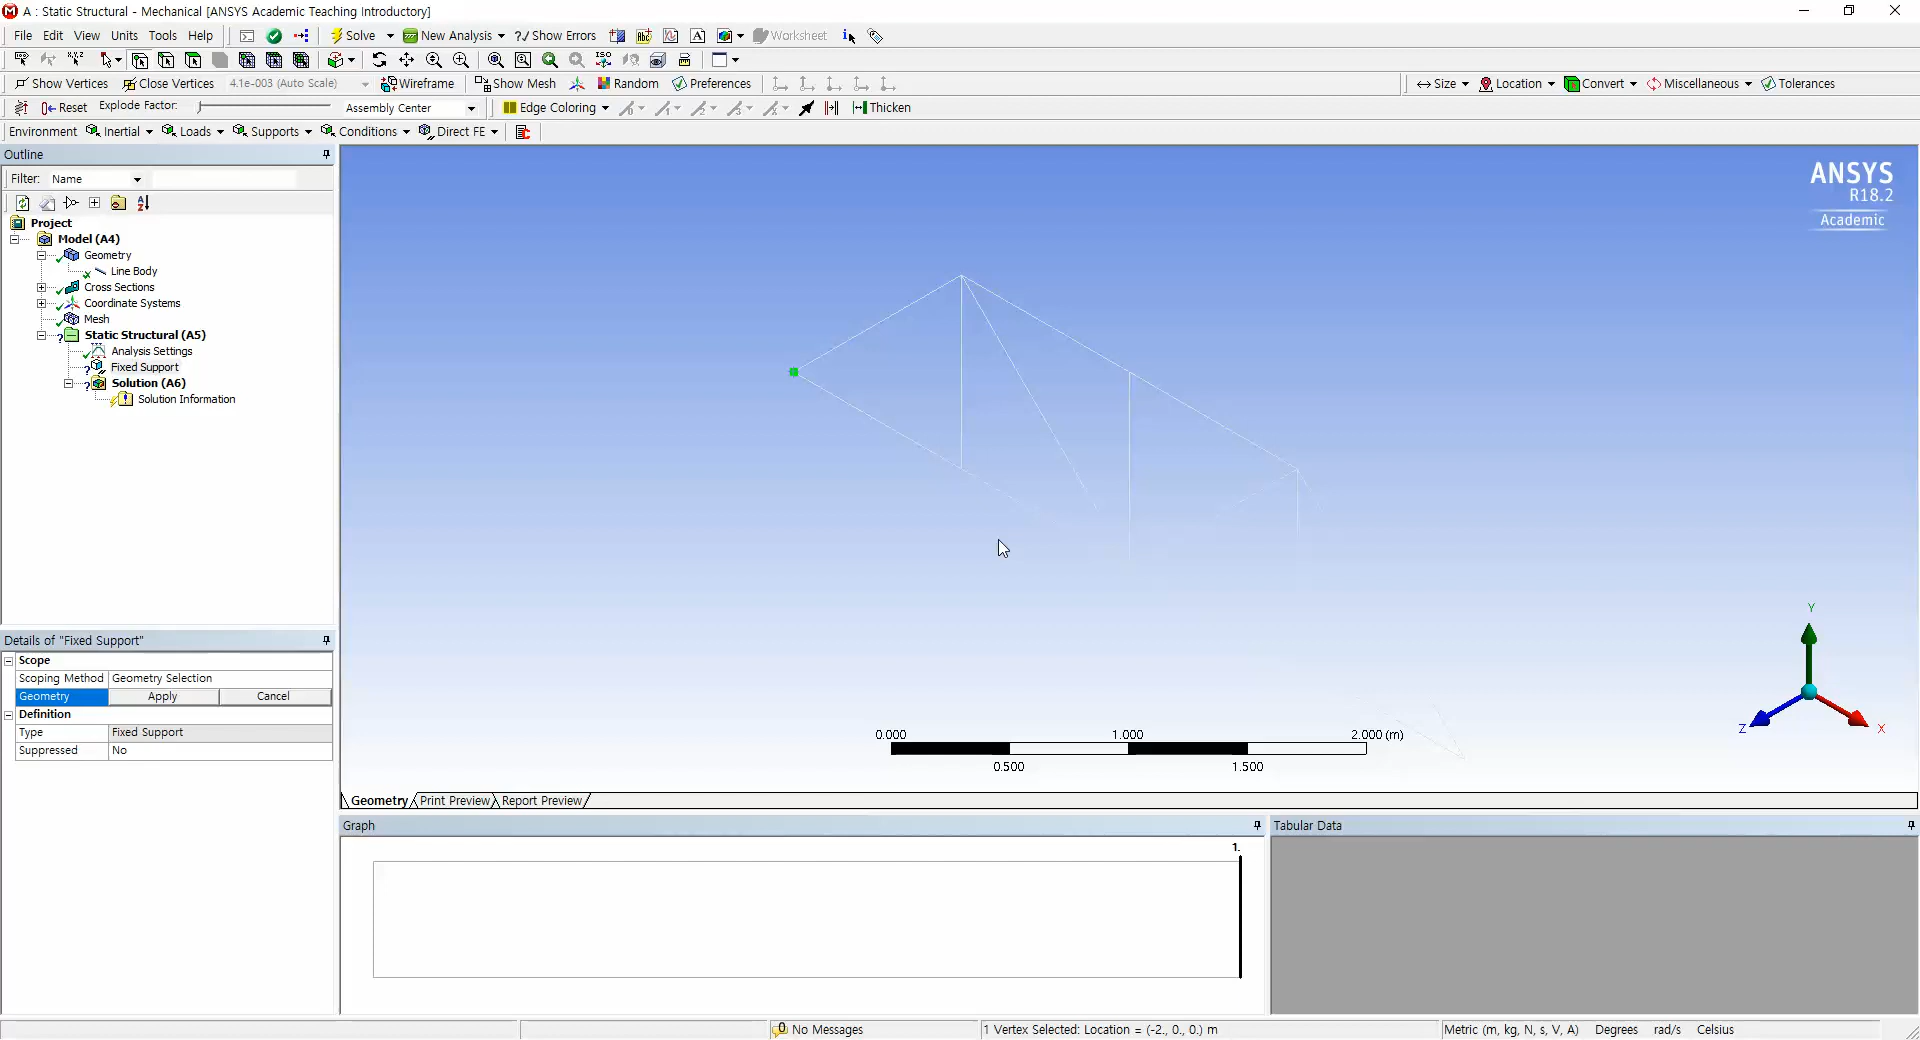 A : Static Structural - Mechanical [ANSYS Academic Teaching Introductory]
File Edit View Units Tools Help Solve New Analysis ?/ Show Errors Worksheet
Show Vertices Close Vertices 4.1e-003 (Auto Scale) Wireframe Show Mesh Random Preferences Size Location Convert Miscellaneous Tolerances
Reset Explode Factor: Assembly Center Edge Coloring Thicken
Environment Inertial Loads Supports Conditions Direct FE
Outline
Filter: Name
Project
Model (A4)
Geometry
Line Body
Cross Sections
Coordinate Systems
Mesh
Static Structural (A5)
Analysis Settings
Fixed Support
Solution (A6)
Solution Information
Details of "Fixed Support"
Scope
Scoping Method Geometry Selection
Geometry Apply Cancel
Definition
Type Fixed Support
Suppressed No
ANSYS
R18.2
Academic
Y
Z
X
0.000 1.000 2.000 (m)
0.500 1.500
Geometry Print Preview Report Preview
Graph
1.
Tabular Data
0 No Messages 1 Vertex Selected: Location = (-2., 0., 0.) m Metric (m, kg, N, s, V, A) Degrees rad/s Celsius